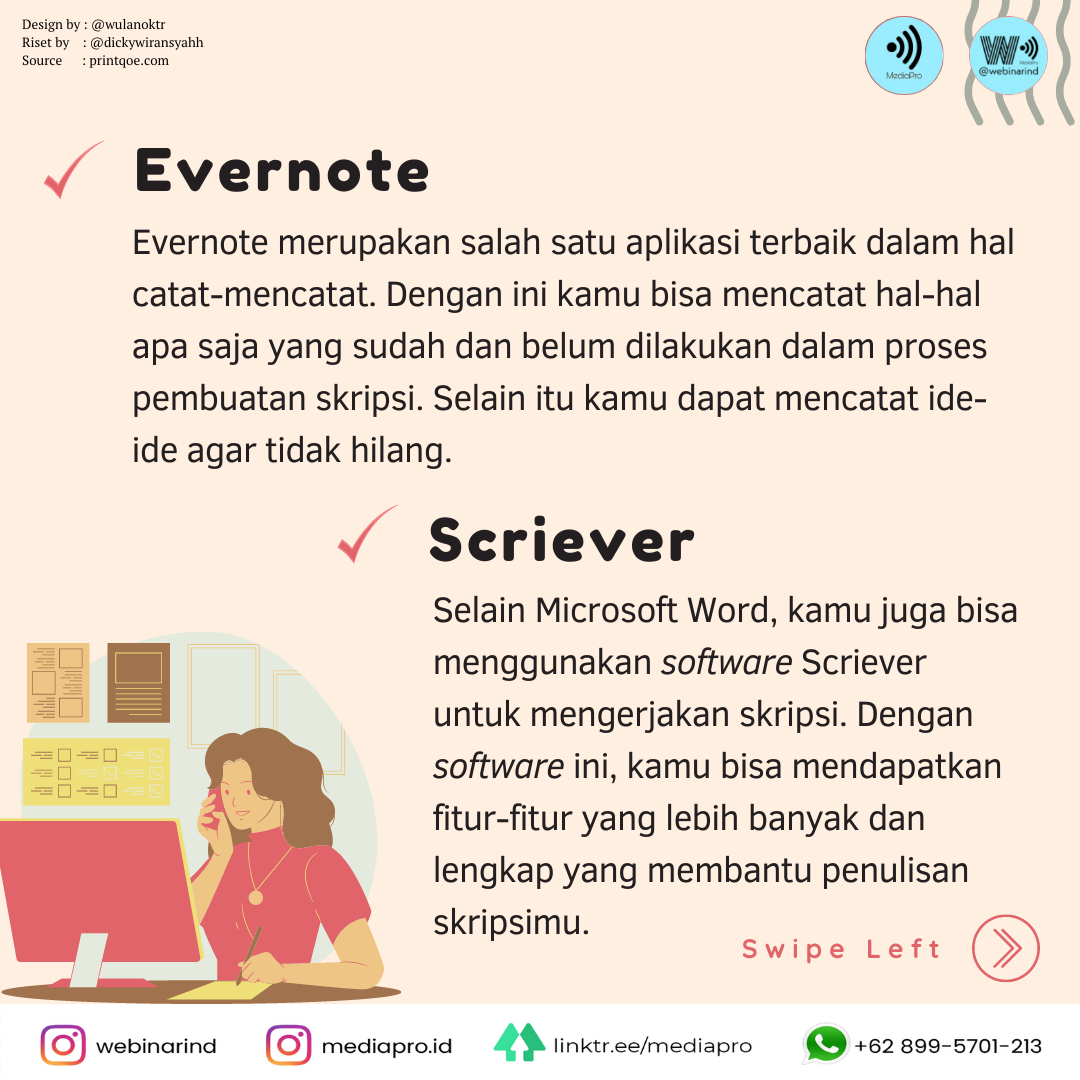 Design by : @wulanoktr
Riset by : @dickywiransyahh
Source : printqoe.com
MediaPro
W
MediaPro
@webinarind
Evernote
Evernote merupakan salah satu aplikasi terbaik dalam hal
catat-mencatat. Dengan ini kamu bisa mencatat hal-hal
apa saja yang sudah dan belum dilakukan dalam proses
pembuatan skripsi. Selain itu kamu dapat mencatat ide-
ide agar tidak hilang.
Scriever
Selain Microsoft Word, kamu juga bisa
menggunakan software Scriever
untuk mengerjakan skripsi. Dengan
software ini, kamu bisa mendapatkan
fitur-fitur yang lebih banyak dan
lengkap yang membantu penulisan
skripsimu.
Swipe Left
webinarind
mediapro.id
linktr.ee/mediapro
+62 899-5701-213